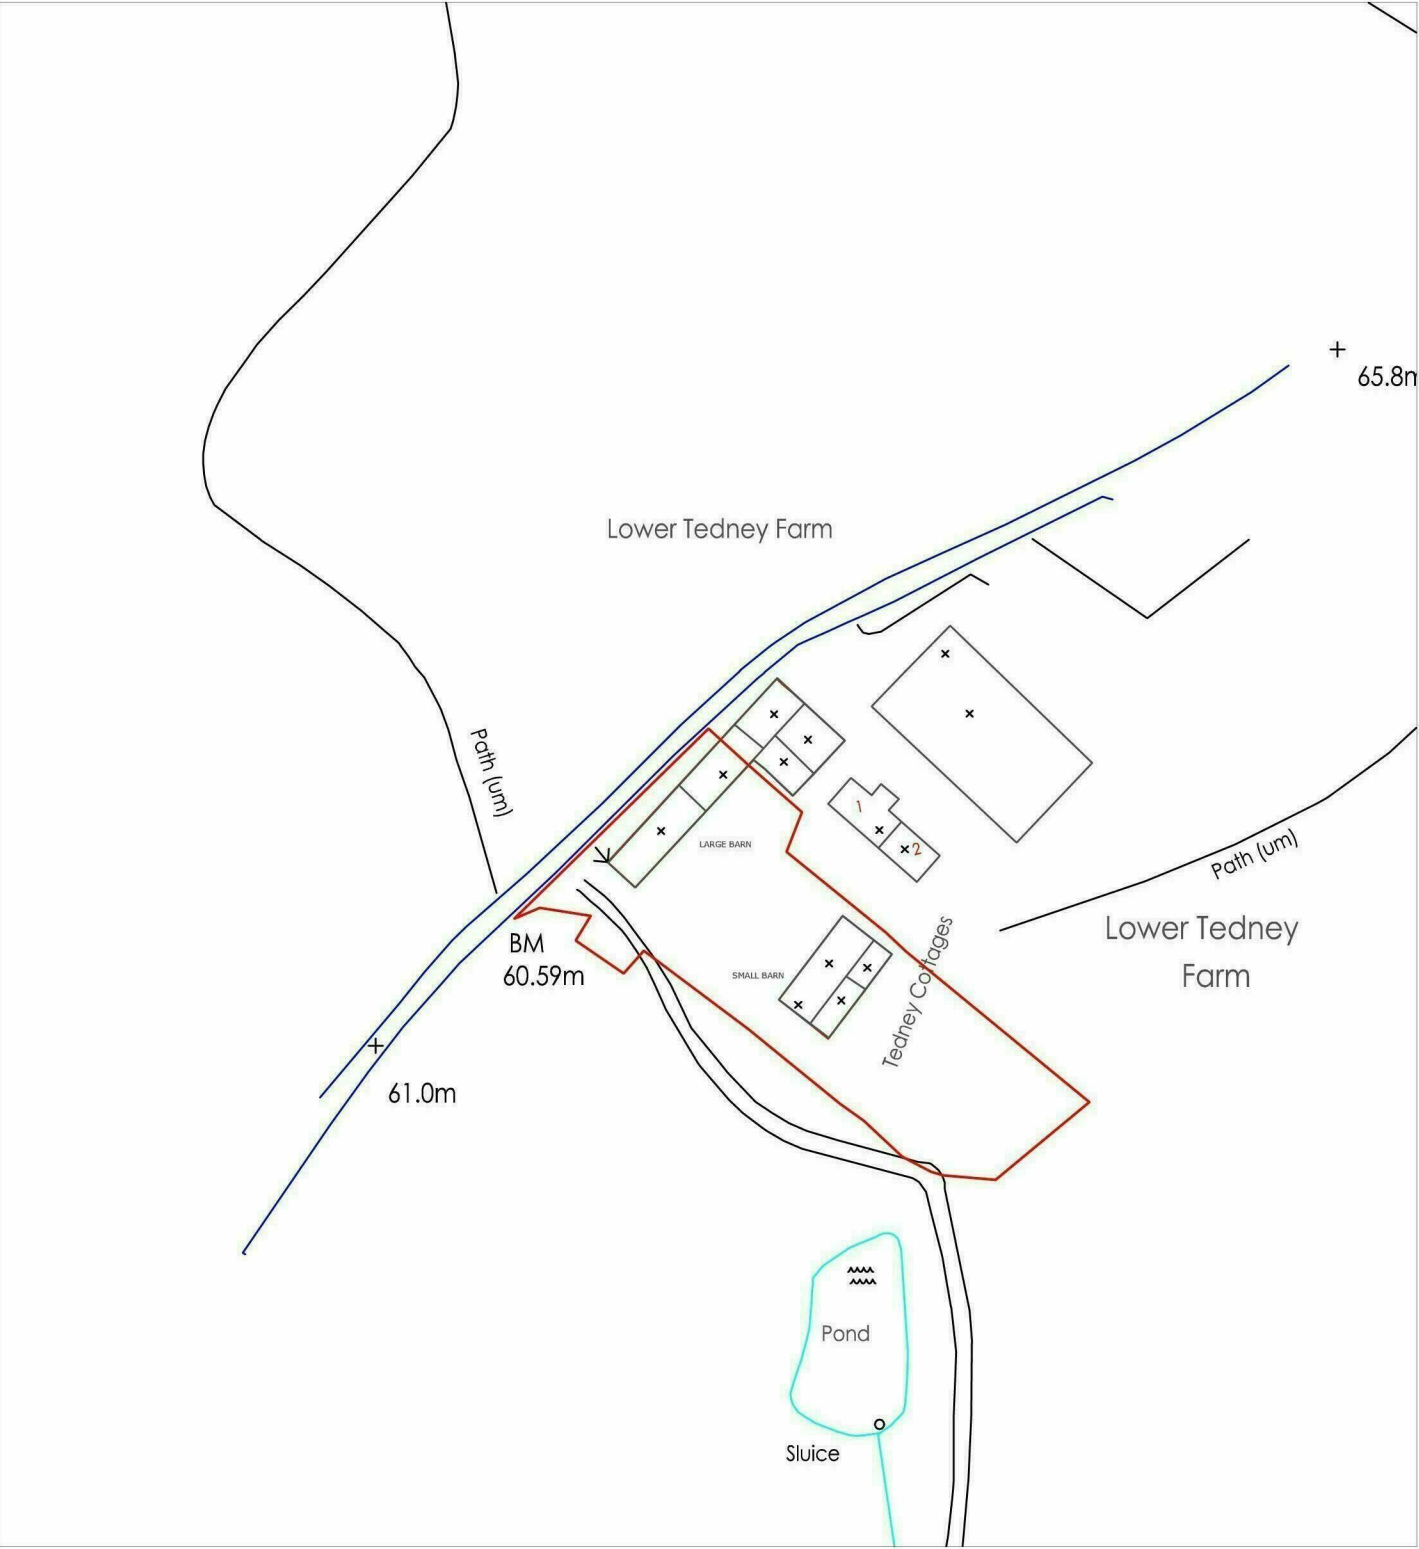 65.8m
Lower Tedney Farm
Path (um)
1
2
LARGE BARN
Path (um)
Lower Tedney
Farm
BM
60.59m
SMALL BARN
Tedney Cottages
61.0m
Pond
Sluice